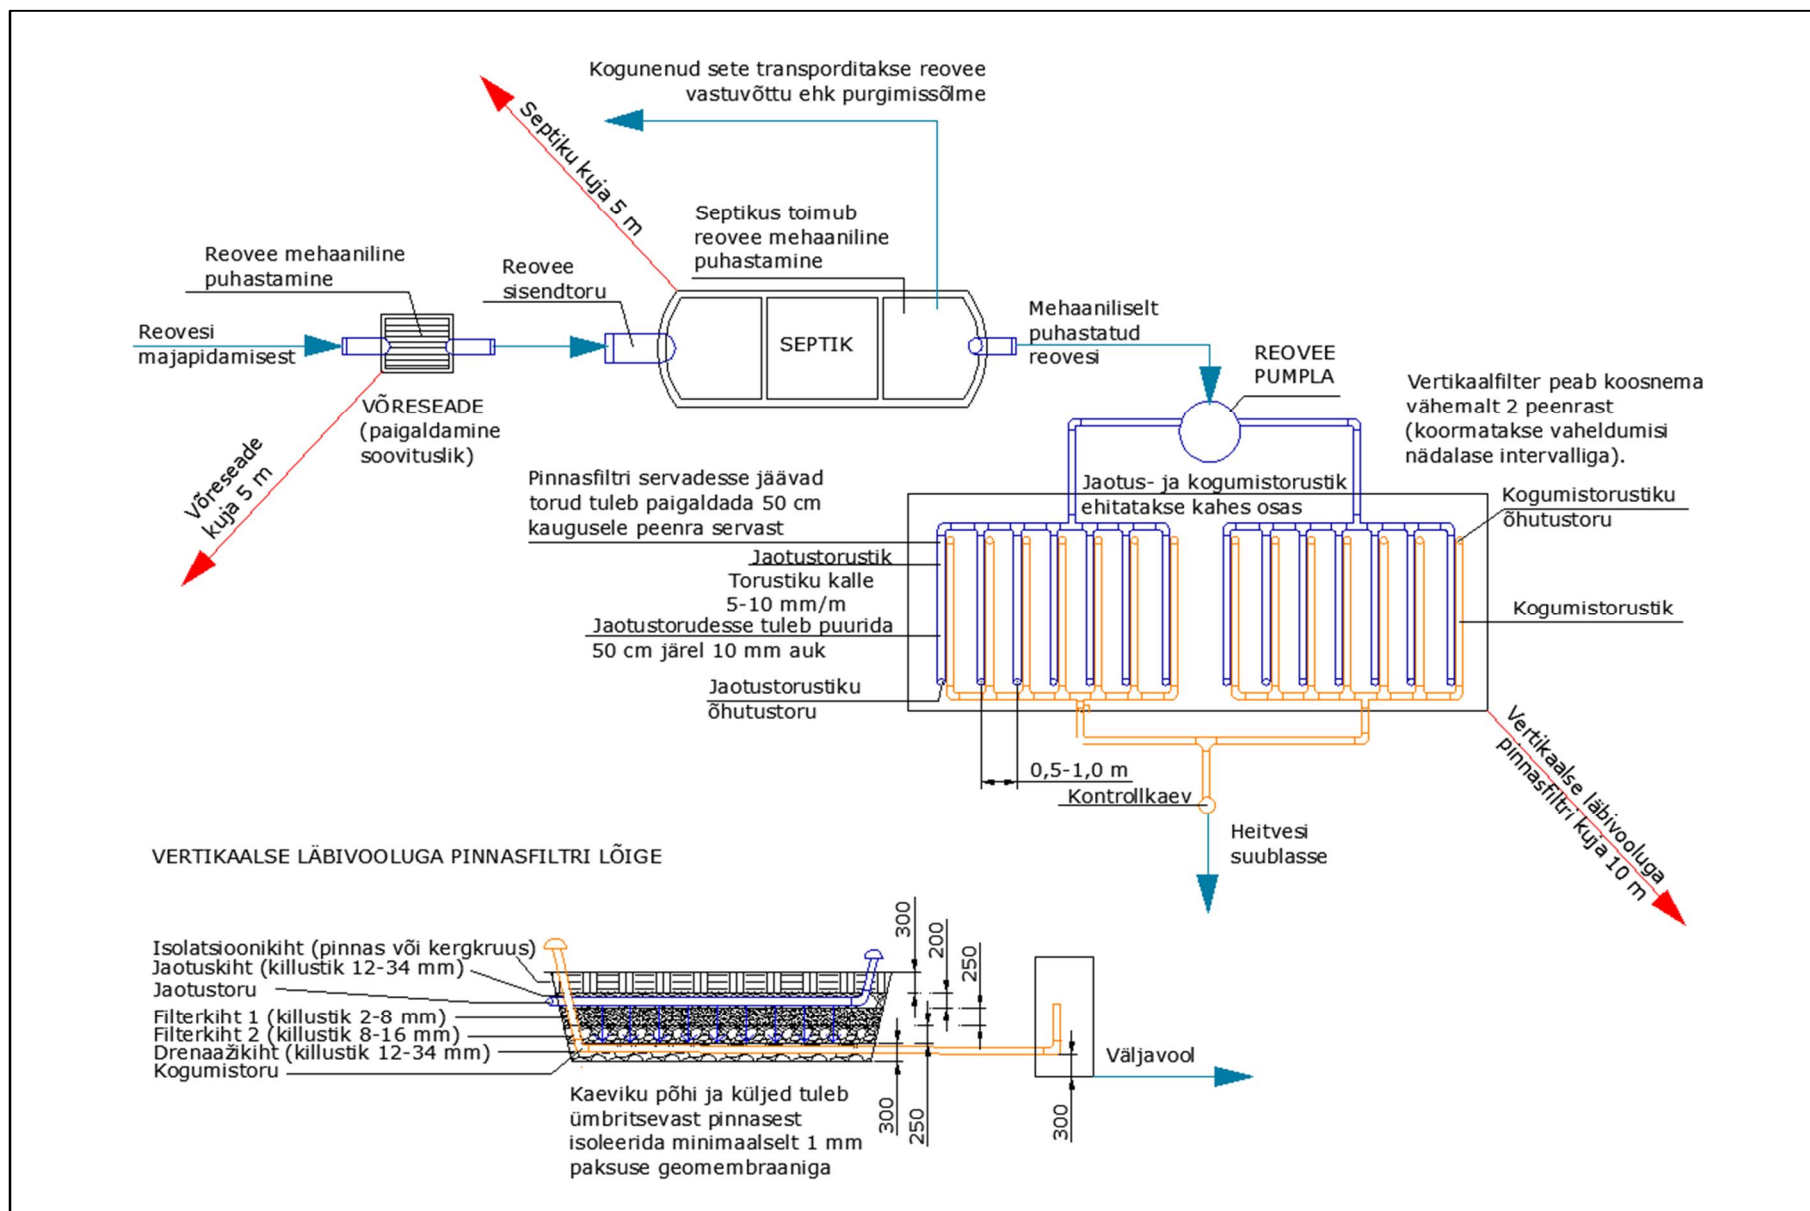 Kogunenud sete transporditakse reovee
vastuvõttu ehk purgimissõlme
Septiku kuja 5 m
Septikus toimub
reovee mehaaniline
puhastamine
Reovee mehaaniline
puhastamine
Reovee
sisendtoru
Reovesi
majapidamisest
SEPTIK
Mehaaniliselt
puhastatud
reovesi
REOVEE
PUMPLA
VÕRESEADE
(paigaldamine
soovituslik)
Võreseade
kuja 5 m
Vertikaalfilter peab koosnema
vähemalt 2 peenrast
(koormatakse vaheldumisi
nädalase intervalliga).
Pinnasfiltri servadesse jäävad
torud tuleb paigaldada 50 cm
kaugusele peenra servast
Jaotus- ja kogumistorustik
ehitatakse kahes osas
Kogumistorustiku
õhutustoru
Jaotustorustik
Torustiku kalle
5-10 mm/m
Jaotustorudesse tuleb puurida
50 cm järel 10 mm auk
Kogumistorustik
Jaotustorustiku
õhutustoru
0,5-1,0 m
Kontrollkaev
Vertikaalse läbivooluga
pinnasfiltri kuja 10 m
Heitvesi
suublasse
VERTIKAALSE LÄBIVOOLUGA PINNASFILTRI LÕIGE
Isolatsioonikiht (pinnas või kergkruus)
Jaotuskiht (killustik 12-34 mm)
Jaotustoru
Filterkiht 1 (killustik 2-8 mm)
Filterkiht 2 (killustik 8-16 mm)
Drenaažikiht (killustik 12-34 mm)
Kogumistoru
300
200
250
300
250
300
Väljavool
Kaeviku põhi ja küljed tuleb
ümbritsevast pinnasest
isoleerida minimaalselt 1 mm
paksuse geomembraaniga